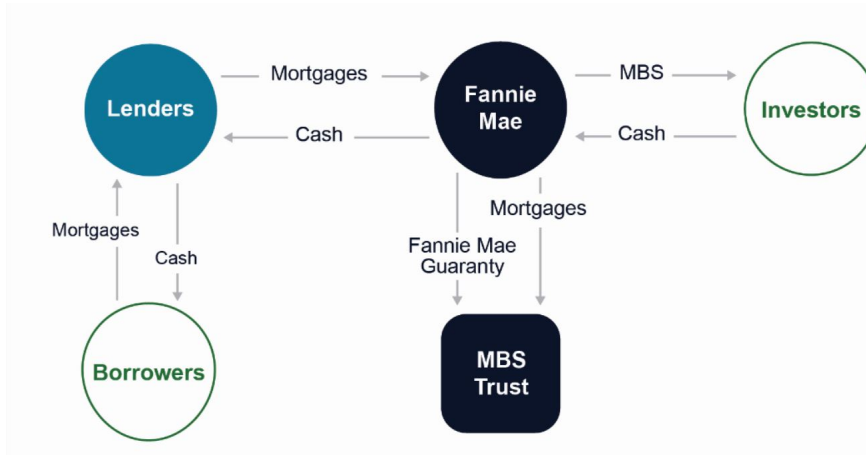 Mortgages
MBS
Lenders
Fannie
Mae
Investors
Cash
Cash
Mortgages
Mortgages
Cash
Fannie Mae
Guaranty
Borrowers
MBS
Trust